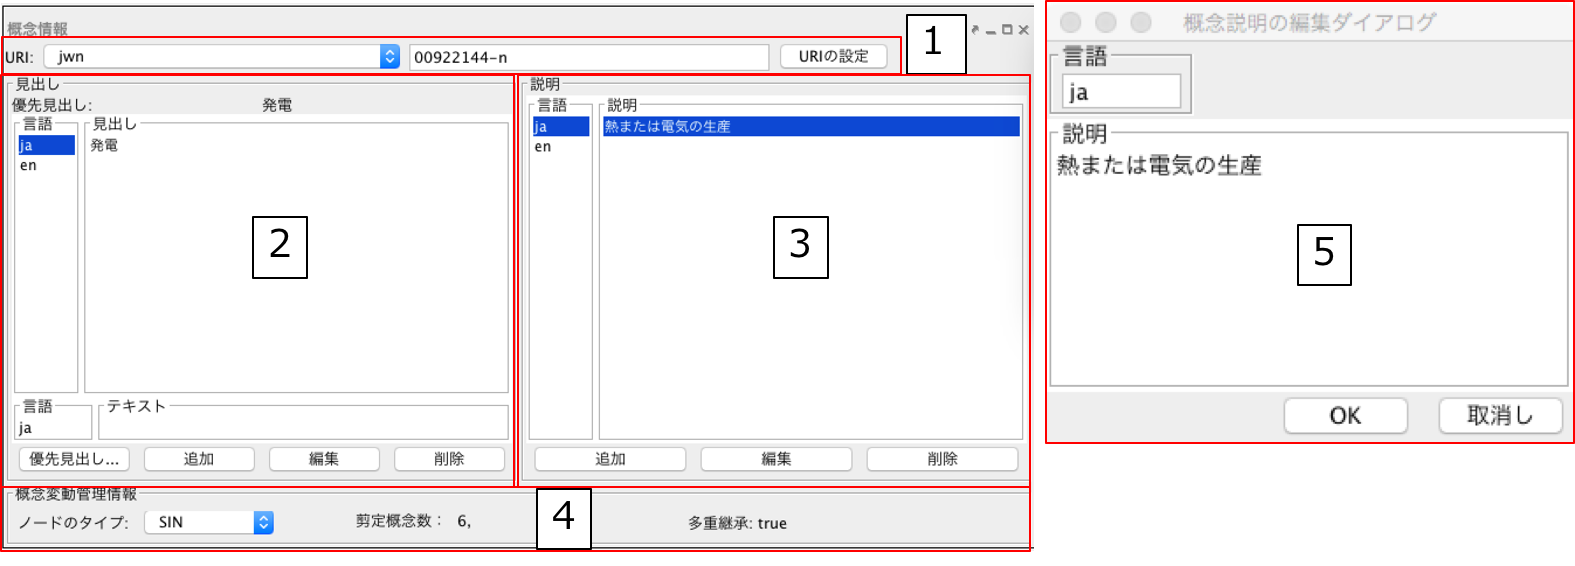 概念情報
1
URI: jwn 00922144-n URIの設定
見出し
優先見出し: 発電
言語 見出し
ja 発電
en
2
言語 テキスト
ja
優先見出し... 追加 編集 削除
説明
言語 説明
ja 熱または電気の生産
en
3
追加 編集 削除
概念変動管理情報
4
ノードのタイプ: SIN 剪定概念数: 6, 多重継承: true
概念説明の編集ダイアログ
言語
ja
説明
熱または電気の生産
5
OK 取消し